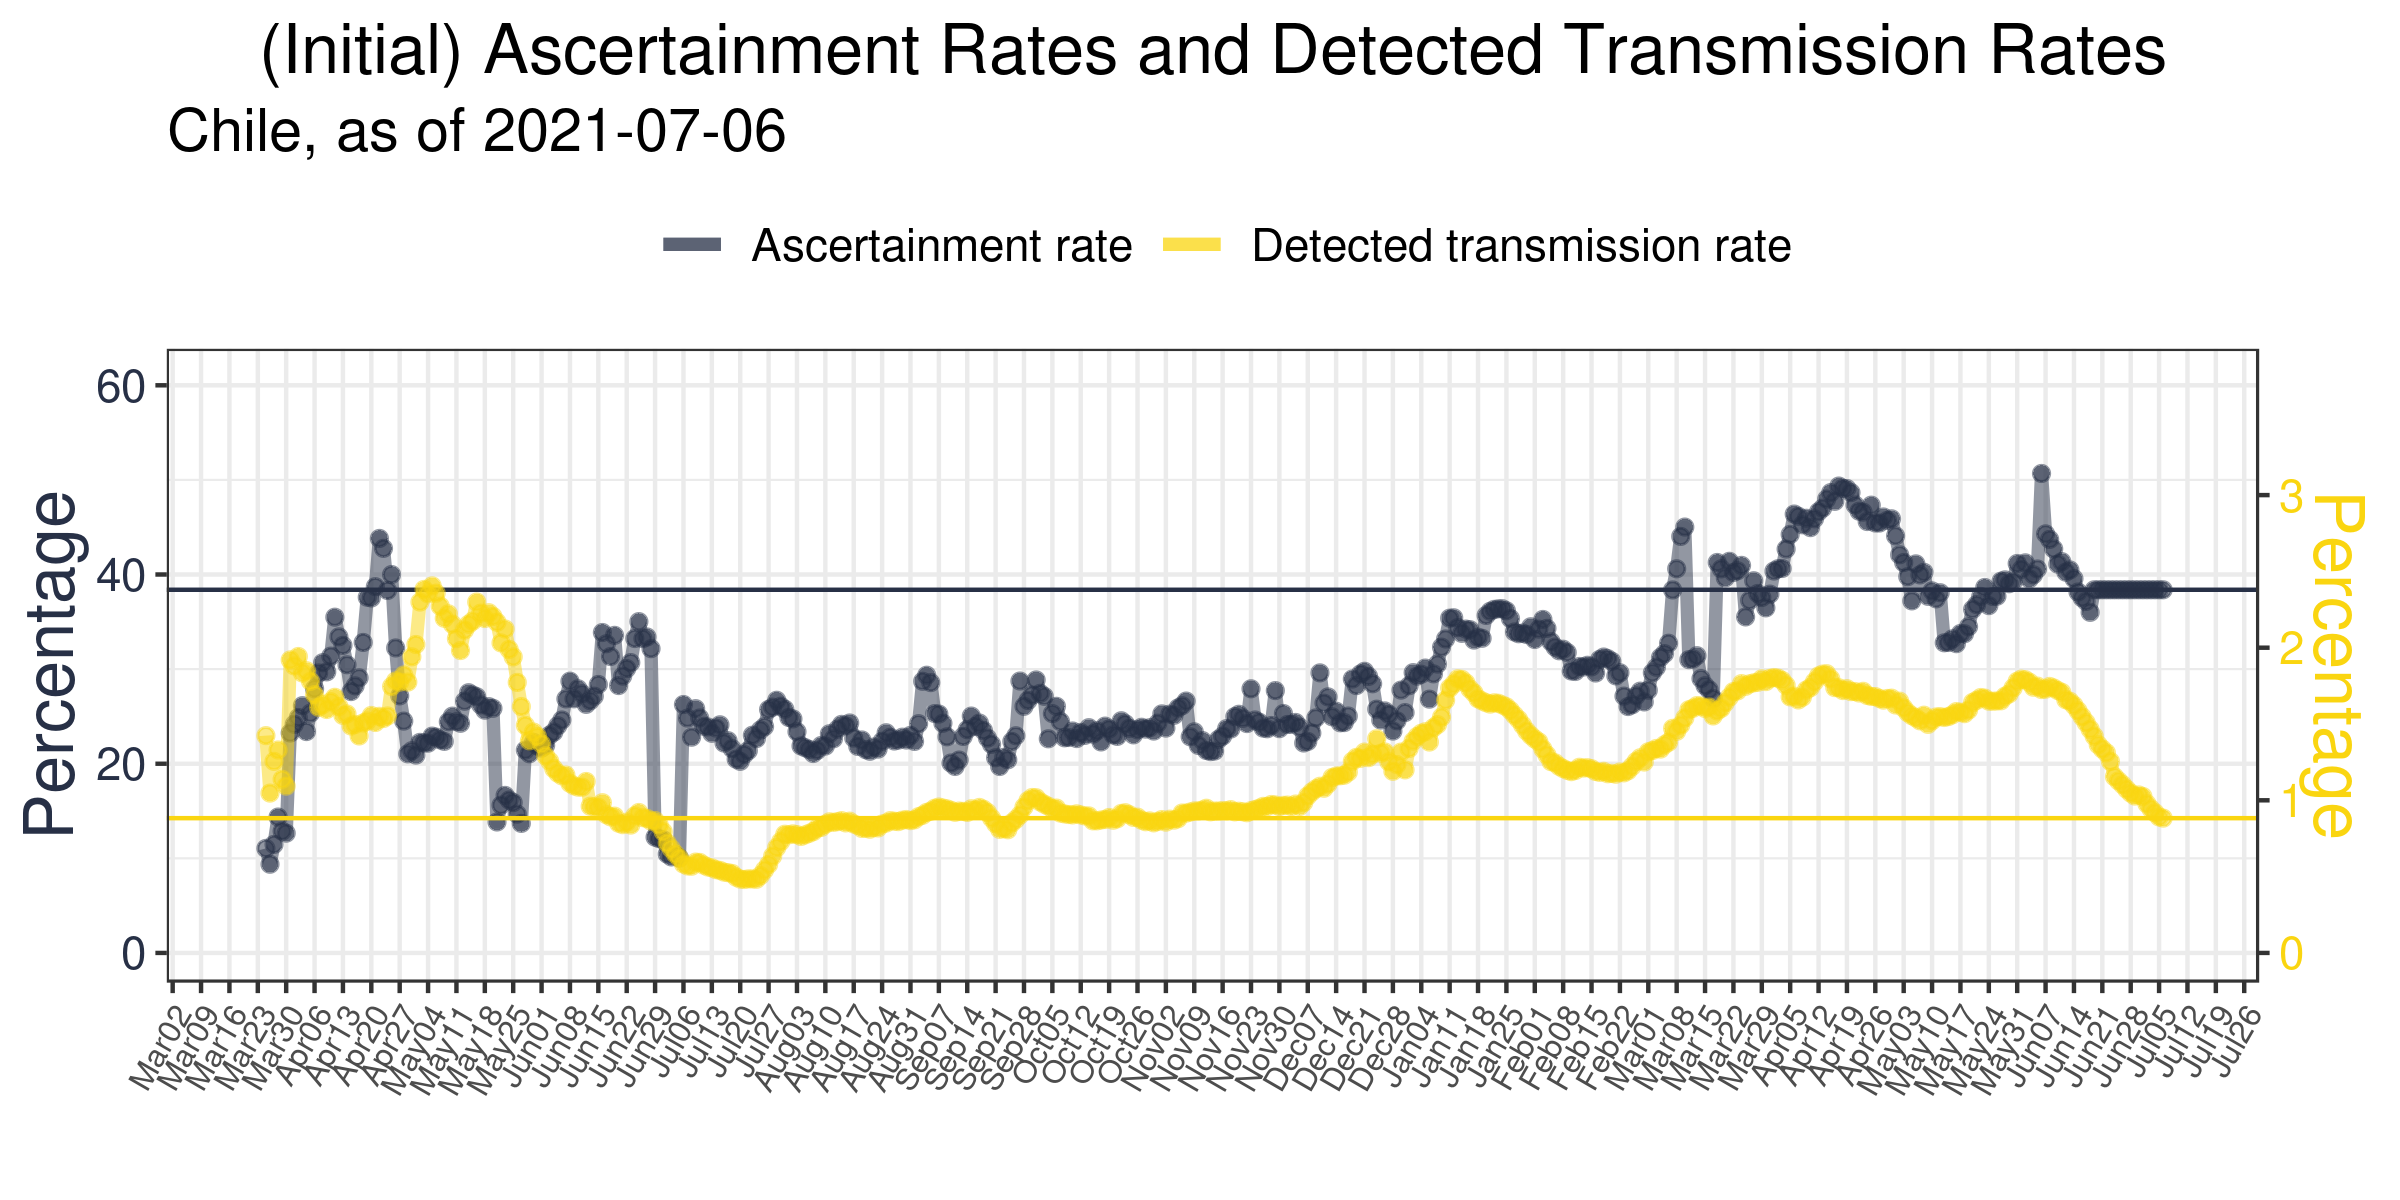 (Initial) Ascertainment Rates and Detected Transmission Rates
Chile, as of 2021-07-06
Ascertainment rate Detected transmission rate
Percentage
60
40
20
0
3
2
1
0
Percentage
Mar02 Mar09 Mar16 Mar23 Mar30 Apr06 Apr13 Apr20 Apr27 May04 May11 May18 May25 Jun01 Jun08 Jun15 Jun22 Jun29 Jul06 Jul13 Jul20 Jul27 Aug03 Aug10 Aug17 Aug24 Aug31 Sep07 Sep14 Sep21 Sep28 Oct05 Oct12 Oct19 Oct26 Nov02 Nov09 Nov16 Nov23 Nov30 Dec07 Dec14 Dec21 Dec28 Jan04 Jan11 Jan18 Jan25 Feb01 Feb08 Feb15 Feb22 Mar01 Mar08 Mar15 Mar22 Mar29 Apr05 Apr12 Apr19 Apr26 May03 May10 May17 May24 May31 Jun07 Jun14 Jun21 Jun28 Jul05 Jul12 Jul19 Jul26